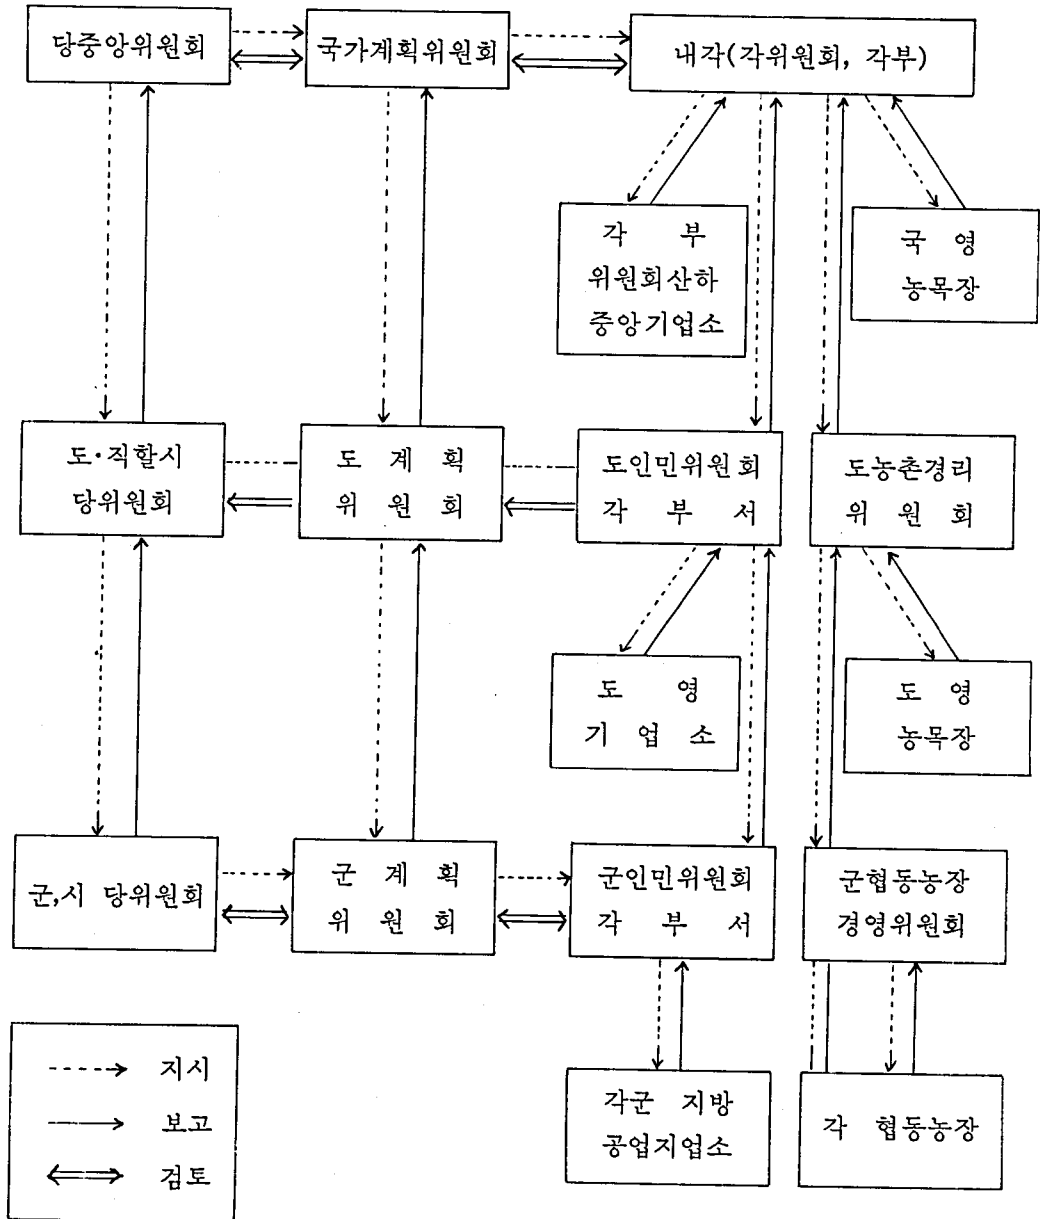 당중앙위원회
국가계획위원회
내각(각위원회, 각부)
각 부
위원회산하
중앙기업소
국 영
농목장
도·직할시
당위원회
도 계 획
위 원 회
도인민위원회
각 부 서
도농촌경리
위 원 회
도 영
기 업 소
도 영
농목장
군,시 당위원회
군 계 획
위 원 회
군인민위원회
각 부 서
군협동농장
경영위원회
각군 지방
공업지업소
각 협동농장
지시
보고
검토